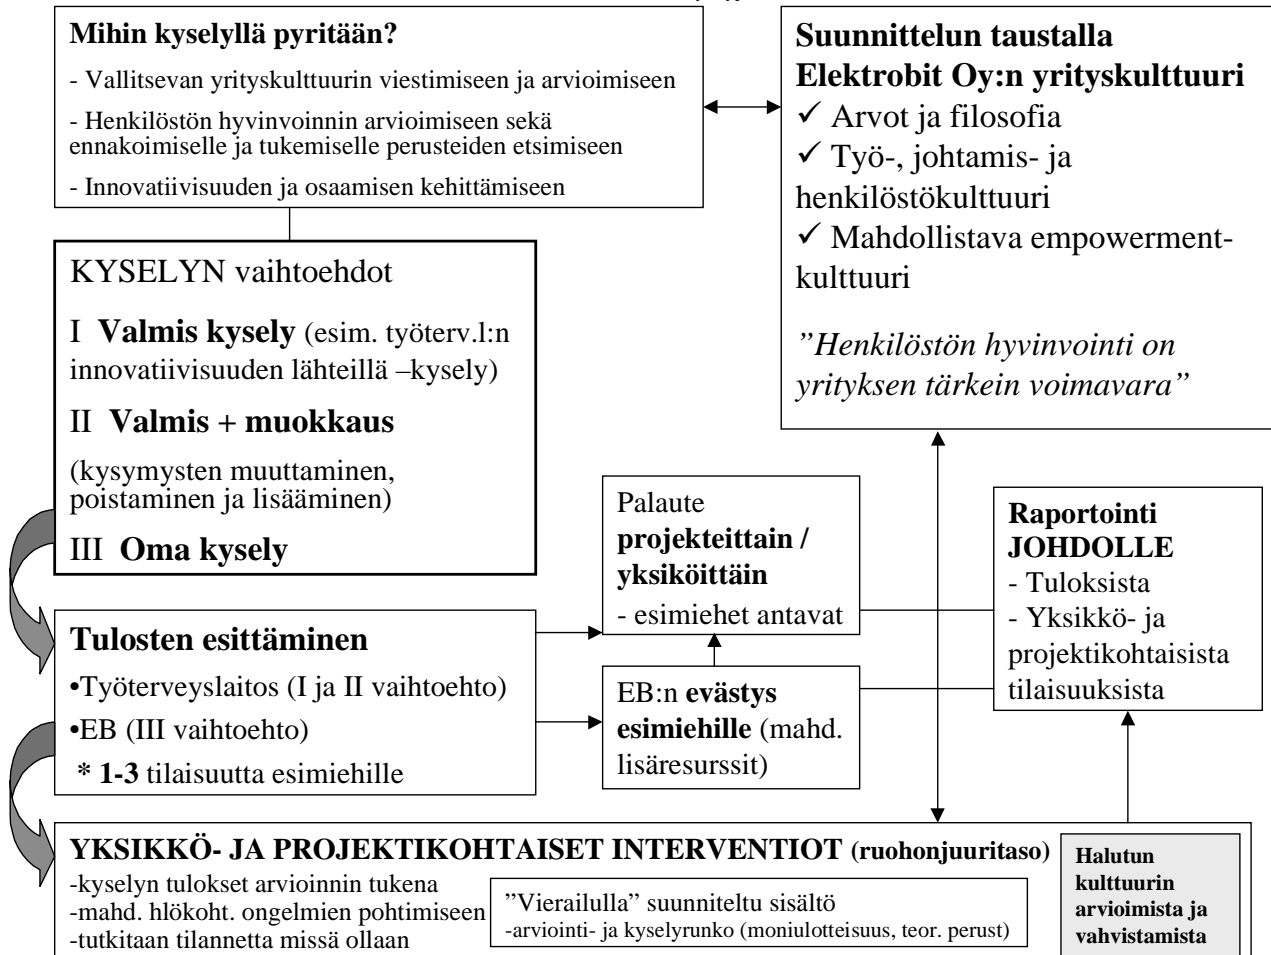 Mihin kyselyllä pyritään?
- Vallitsevan yrityskulttuurin viestimiseen ja arvioimiseen
- Henkilöstön hyvinvoinnin arvioimiseen sekä
ennakoimiselle ja tukemiselle perusteiden etsimiseen
- Innovatiivisuuden ja osaamisen kehittämiseen
Suunnittelun taustalla
Elektrobit Oy:n yrityskulttuuri
✓ Arvot ja filosofia
✓ Työ-, johtamis- ja
henkilöstökulttuuri
✓ Mahdollistava empowerment-
kulttuuri
”Henkilöstön hyvinvointi on
yrityksen tärkein voimavara”
KYSELYN vaihtoehdot
I Valmis kysely (esim. työterv.l:n
innovatiivisuuden lähteillä –kysely)
II Valmis + muokkaus
(kysymysten muuttaminen,
poistaminen ja lisääminen)
III Oma kysely
Palaute
projekteittain /
yksiköittäin
- esimiehet antavat
Raportointi
JOHDOLLE
- Tuloksista
- Yksikkö- ja
projektikohtaisista
tilaisuuksista
Tulosten esittäminen
•Työterveyslaitos (I ja II vaihtoehto)
•EB (III vaihtoehto)
* 1-3 tilaisuutta esimiehille
EB:n evästys
esimiehille (mahd.
lisäresurssit)
YKSIKKÖ- JA PROJEKTIKOHTAISET INTERVENTIOT (ruohonjuuritaso)
-kyselyn tulokset arvioinnin tukena
-mahd. hlökoht. ongelmien pohtimiseen
-tutkitaan tilannetta missä ollaan
”Vierailulla” suunniteltu sisältö
-arviointi- ja kyselyrunko (moniulotteisuus, teor. perust)
Halutun
kulttuurin
arvioimista ja
vahvistamista